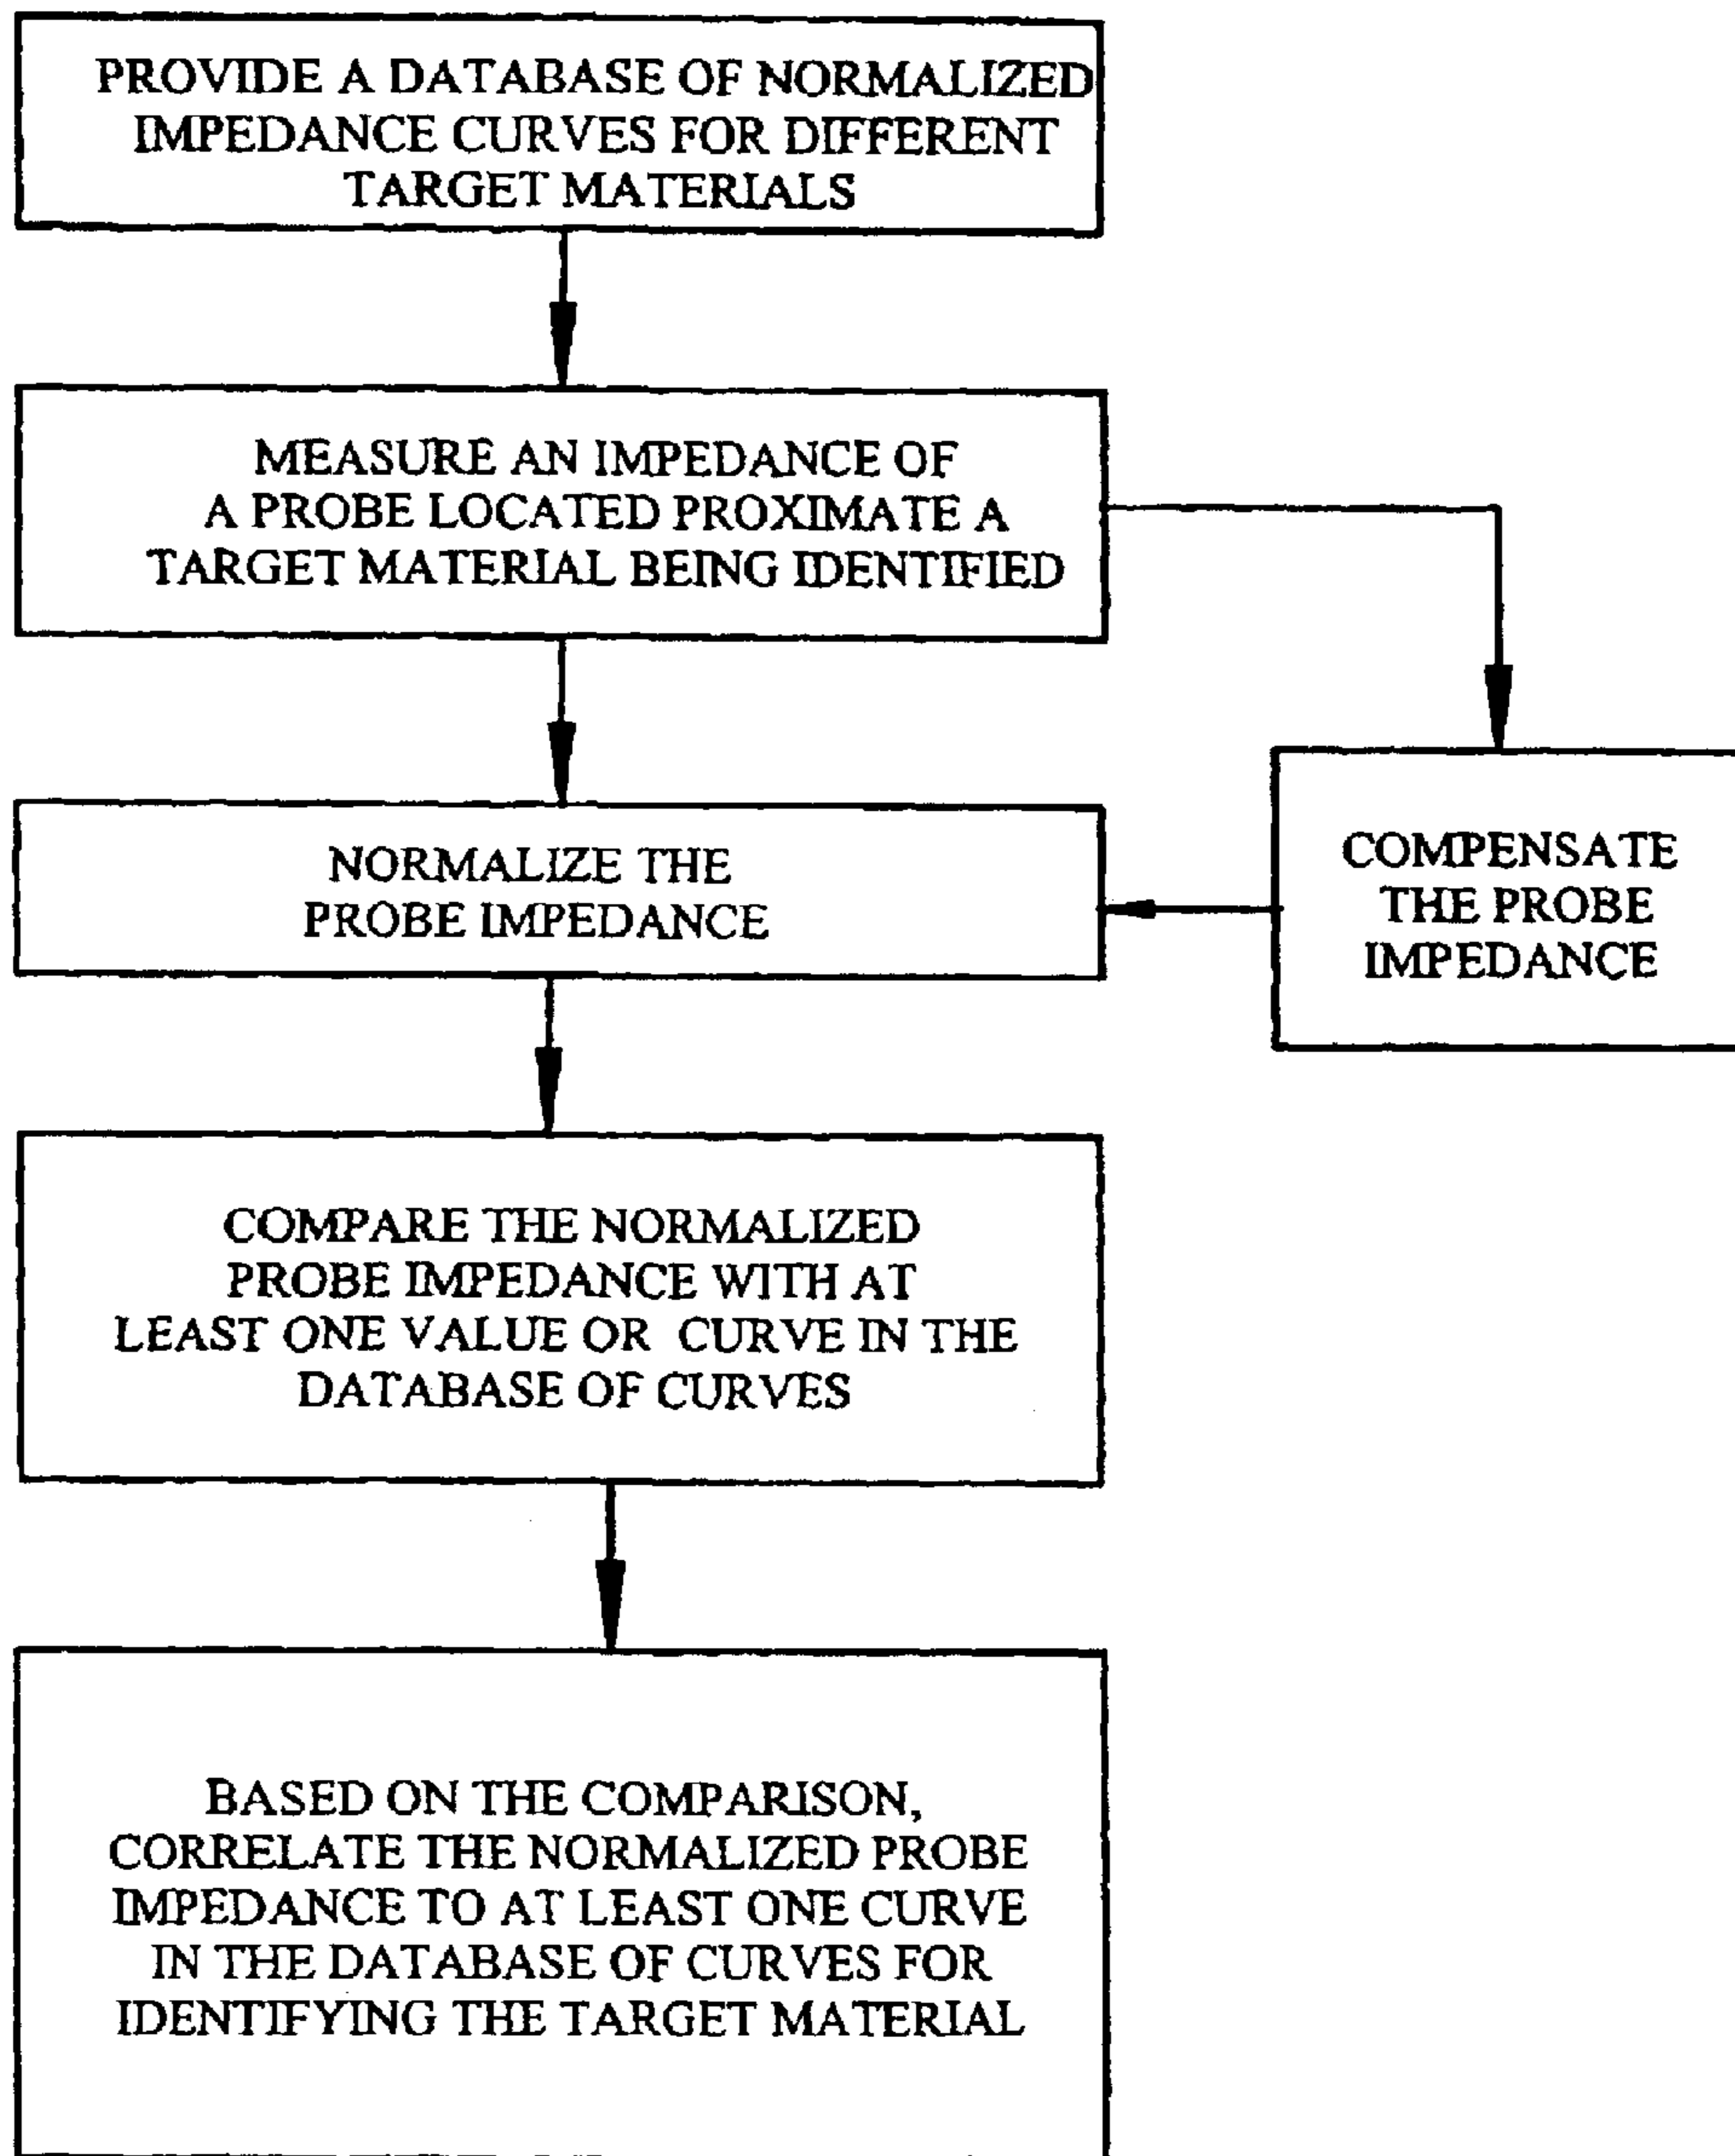 PROVIDE A DATABASE OF NORMALIZED
IMPEDANCE CURVES FOR DIFFERENT
TARGET MATERIALS
MEASURE AN IMPEDANCE OF
A PROBE LOCATED PROXIMATE A
TARGET MATERIAL BEING IDENTIFIED
NORMALIZE THE
PROBE IMPEDANCE
COMPENSATE
THE PROBE
IMPEDANCE
COMPARE THE NORMALIZED
PROBE IMPEDANCE WITH AT
LEAST ONE VALUE OR CURVE IN THE
DATABASE OF CURVES
BASED ON THE COMPARISON,
CORRELATE THE NORMALIZED PROBE
IMPEDANCE TO AT LEAST ONE CURVE
IN THE DATABASE OF CURVES FOR
IDENTIFYING THE TARGET MATERIAL